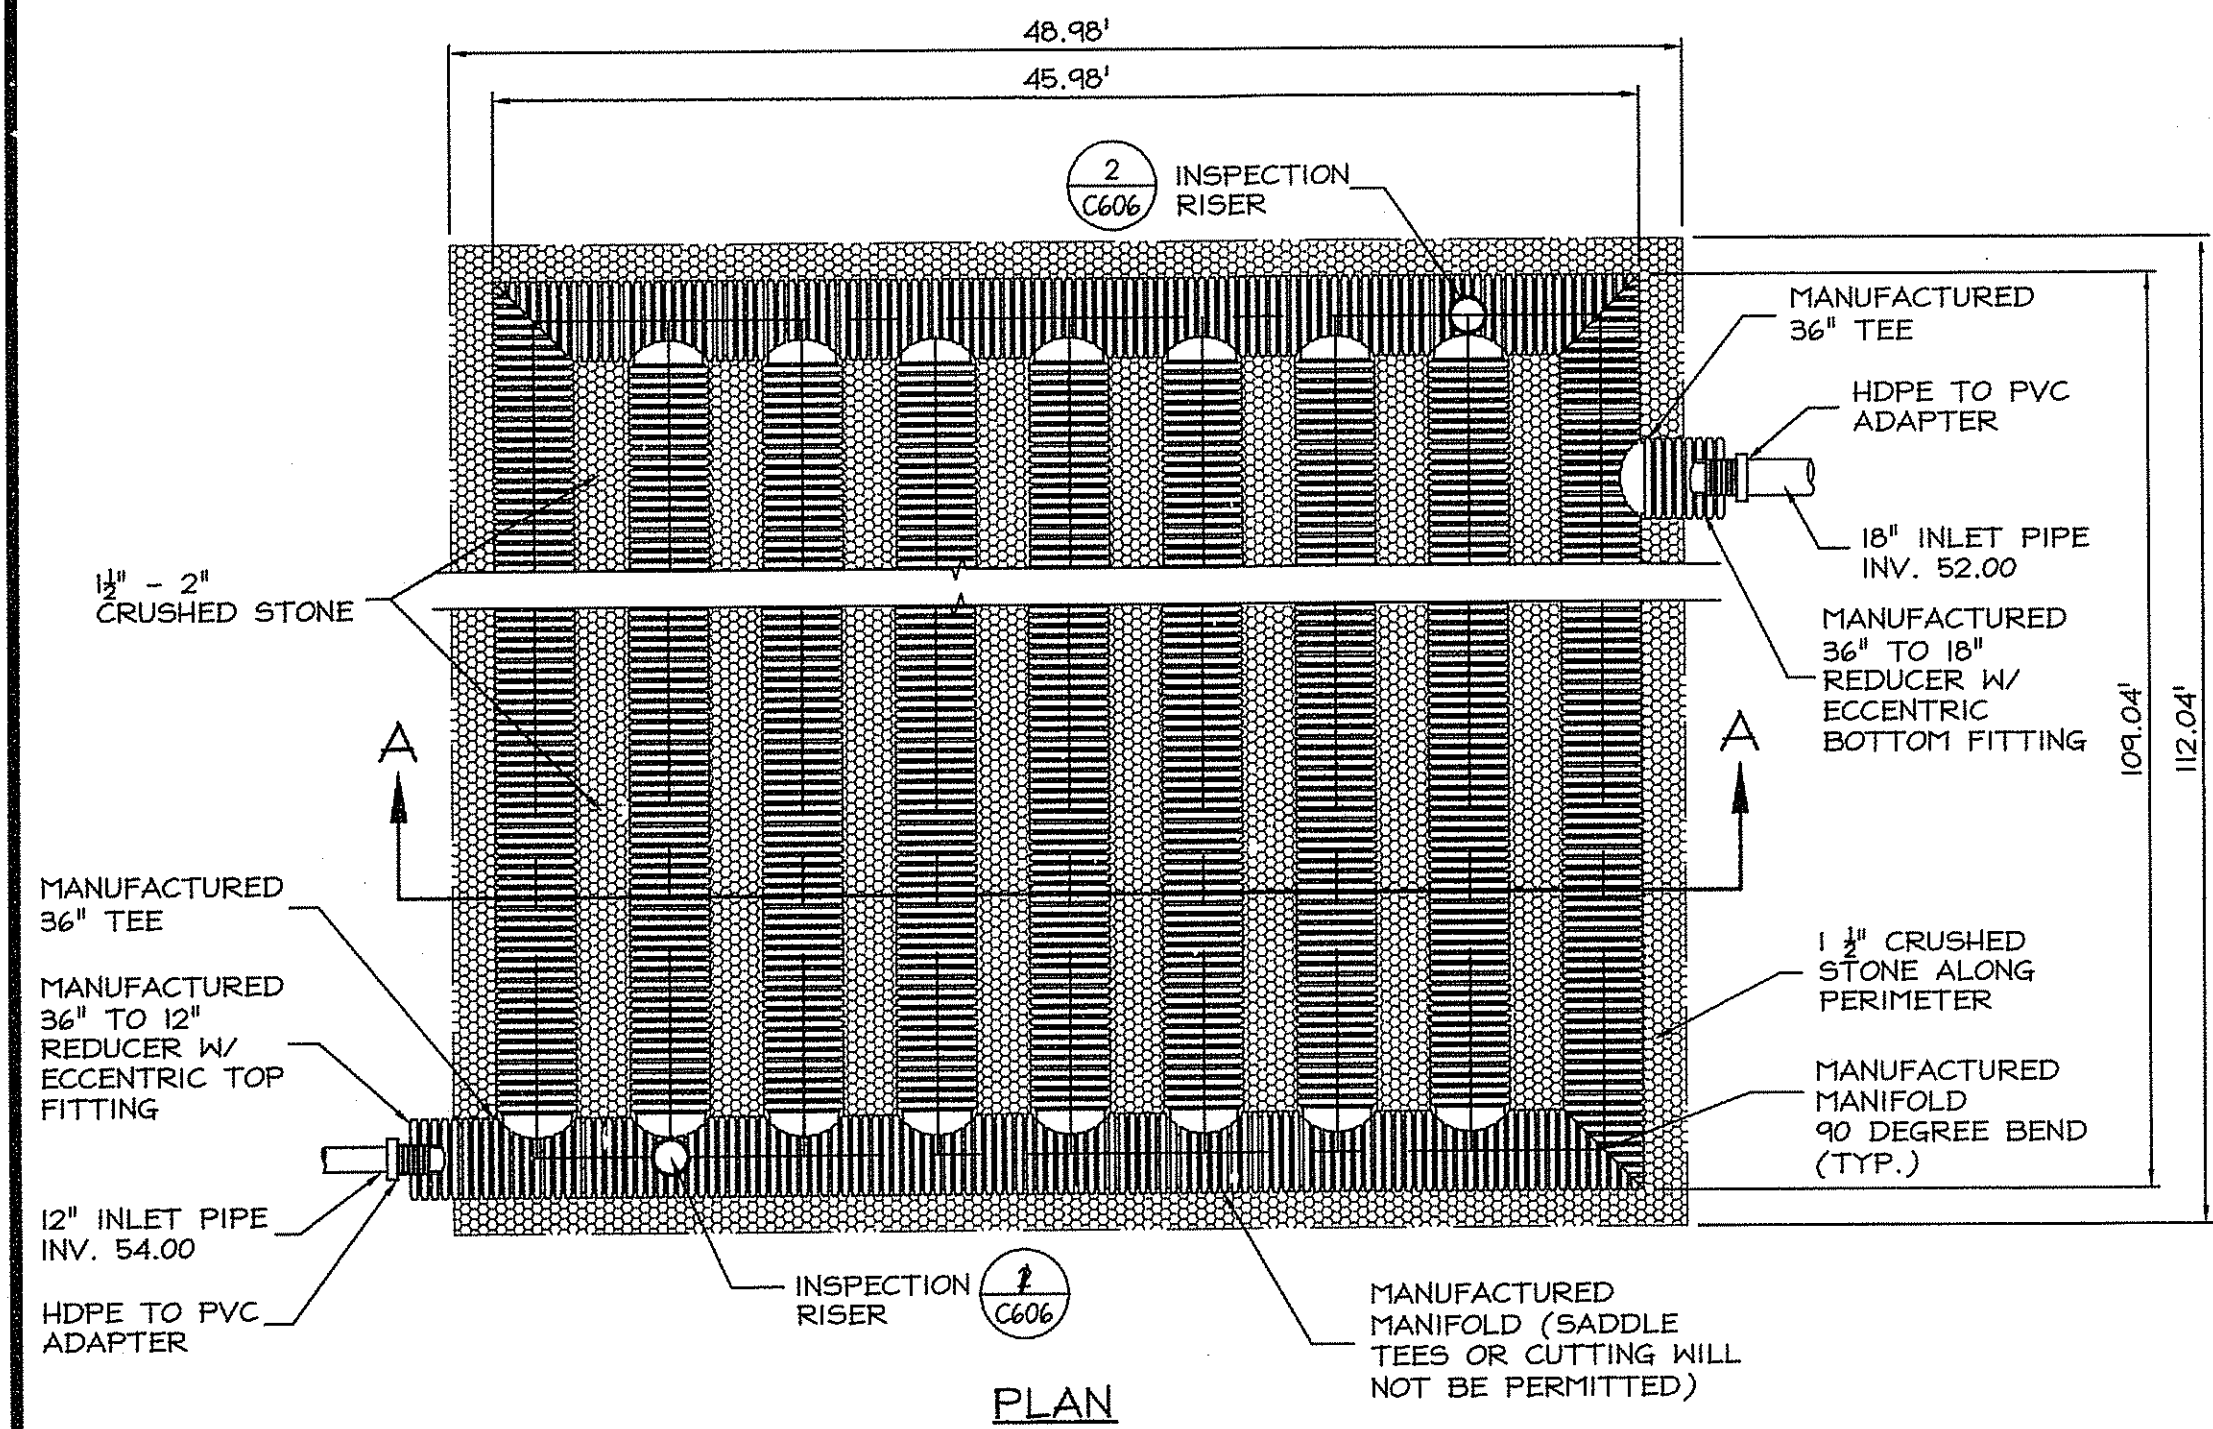 48.98'
45.98'
2
C606
INSPECTION
RISER
MANUFACTURED
36" TEE
HDPE TO PVC
ADAPTER
18" INLET PIPE
INV. 52.00
MANUFACTURED
36" TO 18"
REDUCER W/
ECCENTRIC
BOTTOM FITTING
109.04'
112.04'
1½" - 2"
CRUSHED STONE
A
A
MANUFACTURED
36" TEE
MANUFACTURED
36" TO 12"
REDUCER W/
ECCENTRIC TOP
FITTING
12" INLET PIPE
INV. 54.00
HDPE TO PVC
ADAPTER
1 ½" CRUSHED
STONE ALONG
PERIMETER
MANUFACTURED
MANIFOLD
90 DEGREE BEND
(TYP.)
INSPECTION
RISER
C606
MANUFACTURED
MANIFOLD (SADDLE
TEES OR CUTTING WILL
NOT BE PERMITTED)
PLAN